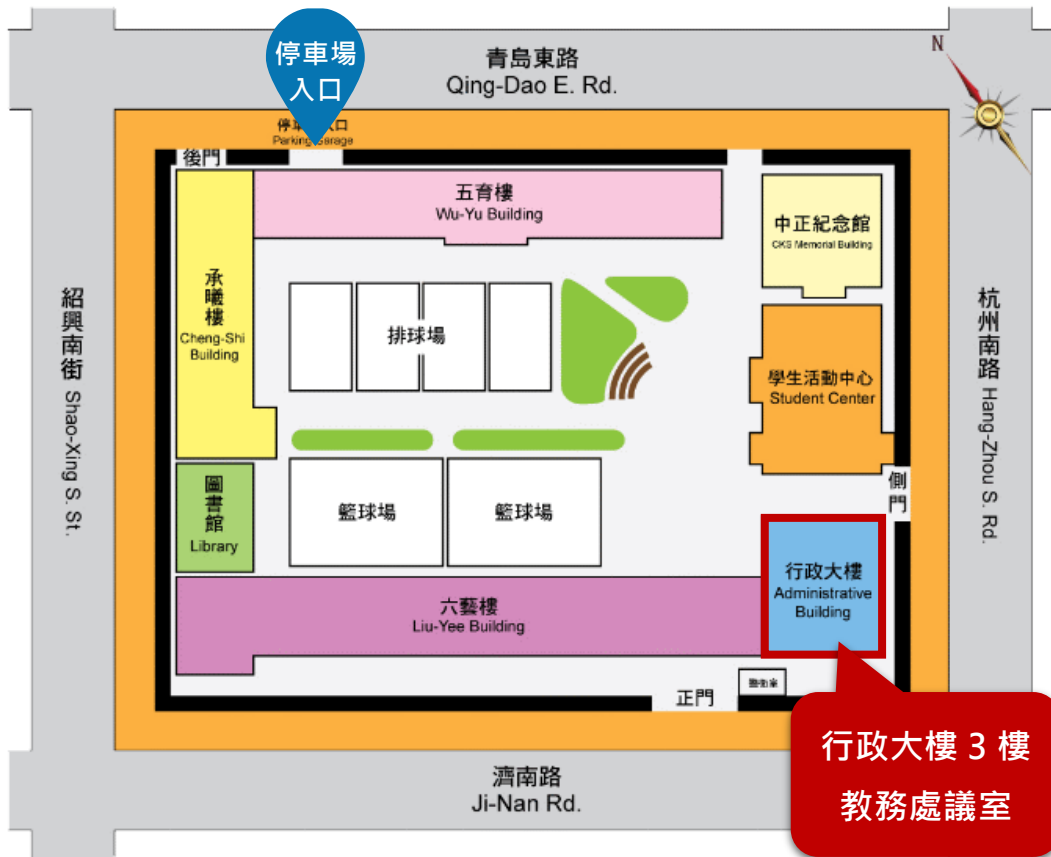 停車場
入口
青島東路
Qing-Dao E. Rd.
N
Parking Garage
後門
五育樓
Wu-Yu Building
中正紀念館
CKS Memorial Building
承曦樓
Cheng-Shi
Building
排球場
紹興南街 Shao-Xing S. St.
杭州南路 Hang-Zhou S. Rd.
學生活動中心
Student Center
圖書館
Library
籃球場
籃球場
側門
行政大樓
Administrative
Building
六藝樓
Liu-Yee Building
警衛室
正門
行政大樓 3 樓
教務處議室
濟南路
Ji-Nan Rd.